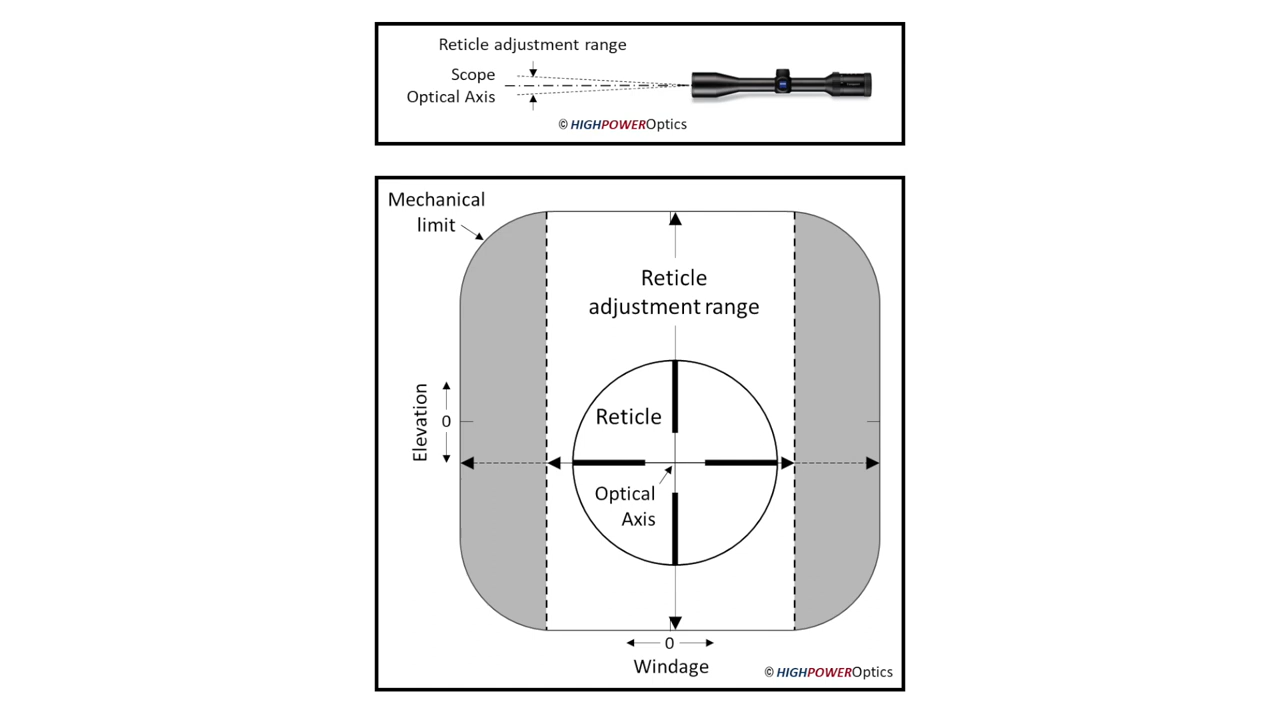 Reticle adjustment range
Scope
Optical Axis
© HIGHPOWEROptics
Mechanical
limit
Reticle
adjustment range
Elevation
0
Reticle
Optical
Axis
0
Windage
© HIGHPOWEROptics